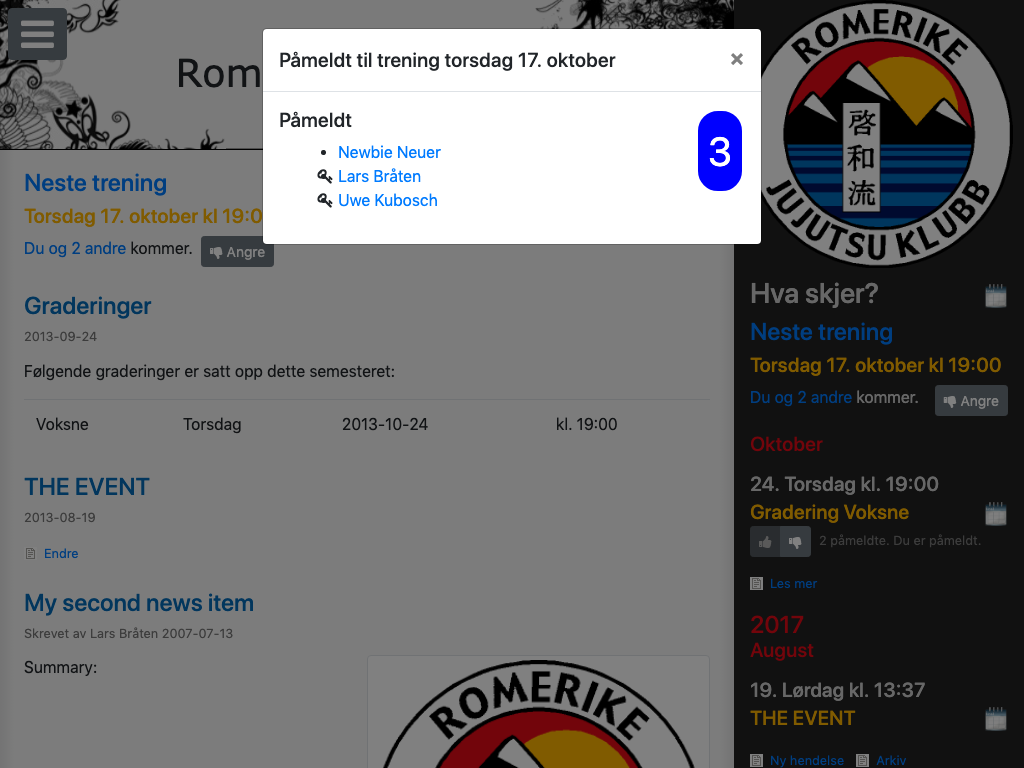 Rom
Påmeldt til trening torsdag 17. oktober
×
Påmeldt
Newbie Neuer
Lars Bråten
Uwe Kubosch
3
Neste trening
Torsdag 17. oktober kl 19:0
Du og 2 andre kommer.
Angre
Graderinger
2013-09-24
Følgende graderinger er satt opp dette semesteret:
Voksne Torsdag 2013-10-24 kl. 19:00
THE EVENT
2013-08-19
Endre
My second news item
Skrevet av Lars Bråten 2007-07-13
Summary:
ROMERIKE
ROMERIKE
啓和流
JUJUTSU KLUBB
Hva skjer?
Neste trening
Torsdag 17. oktober kl 19:00
Du og 2 andre kommer.
Angre
Oktober
24. Torsdag kl. 19:00
Gradering Voksne
2 påmeldte. Du er påmeldt.
Les mer
2017
August
19. Lørdag kl. 13:37
THE EVENT
Ny hendelse Arkiv